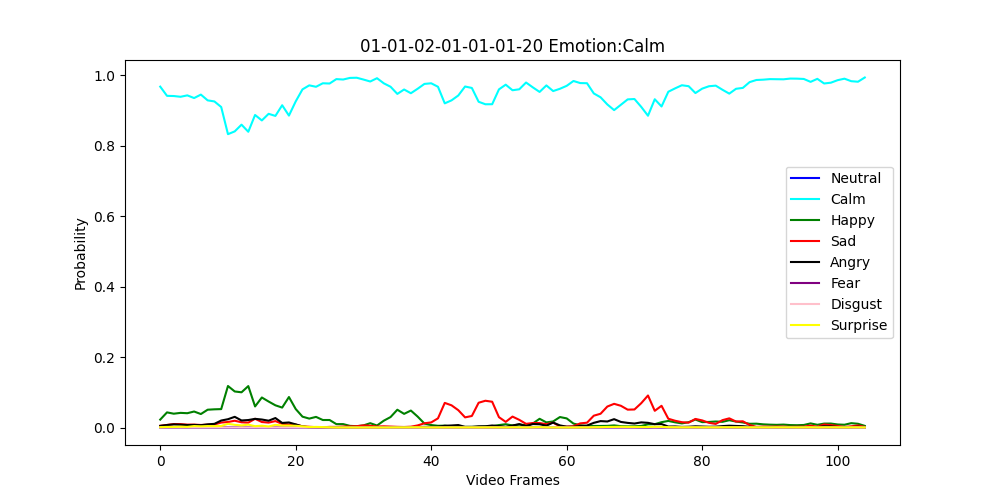 01-01-02-01-01-01-20 Emotion:Calm
1.0
0.8
0.6
0.4
0.2
0.0
Probability
0
20
40
60
80
100
Video Frames
Neutral
Calm
Happy
Sad
Angry
Fear
Disgust
Surprise